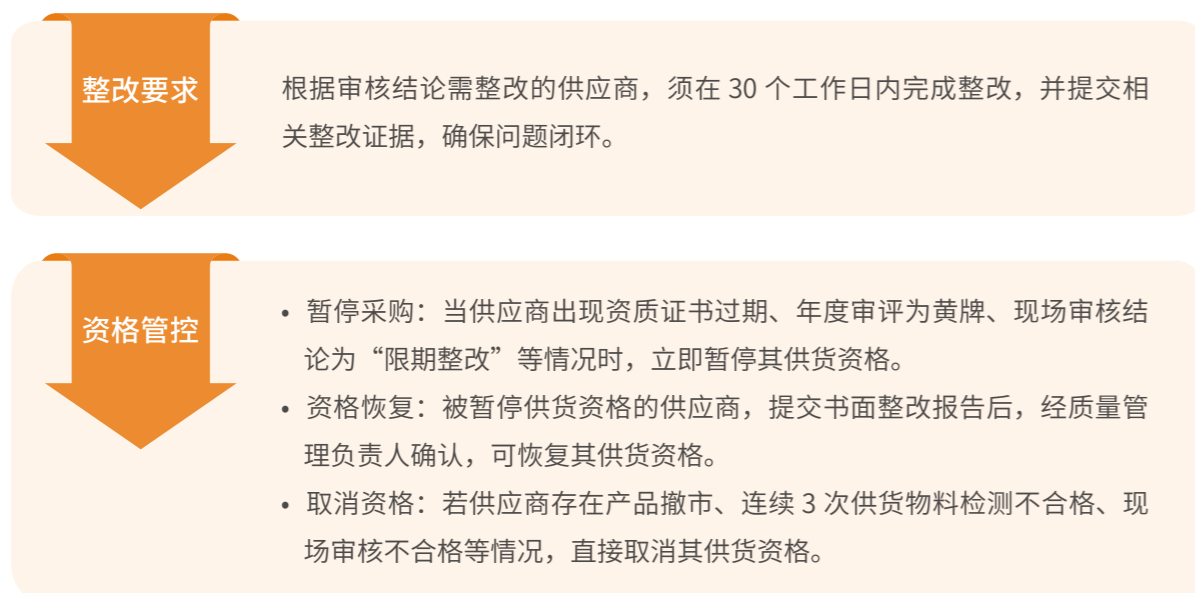 整改要求
根据审核结论需整改的供应商，须在 30 个工作日内完成整改，并提交相
关整改证据，确保问题闭环。
资格管控
• 暂停采购：当供应商出现资质证书过期、年度审评为黄牌、现场审核结
论为“限期整改”等情况时，立即暂停其供货资格。
• 资格恢复：被暂停供货资格的供应商，提交书面整改报告后，经质量管
理负责人确认，可恢复其供货资格。
• 取消资格：若供应商存在产品撤市、连续 3 次供货物料检测不合格、现
场审核不合格等情况，直接取消其供货资格。